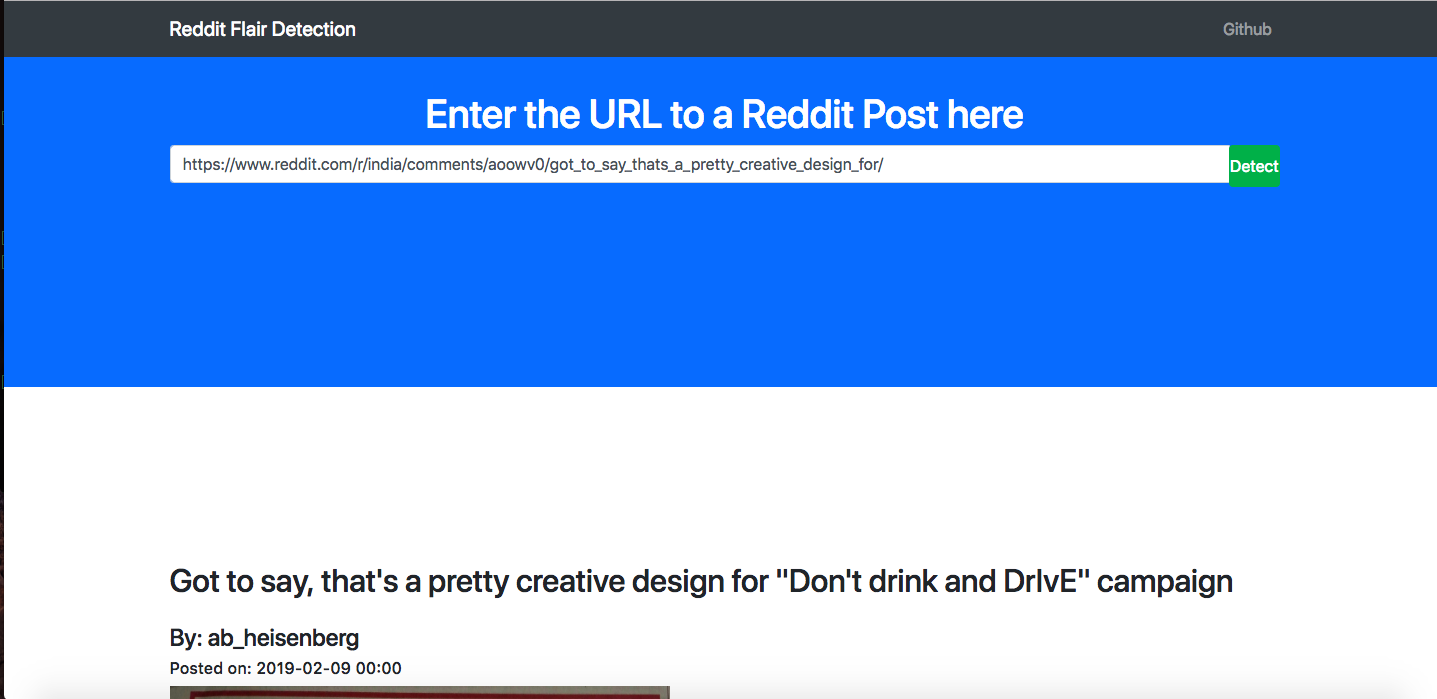 Reddit Flair Detection
Github
Enter the URL to a Reddit Post here
https://www.reddit.com/r/india/comments/aoowv0/got_to_say_thats_a_pretty_creative_design_for/
Detect
Got to say, that's a pretty creative design for "Don't drink and DrIvE" campaign
By: ab_heisenberg
Posted on: 2019-02-09 00:00